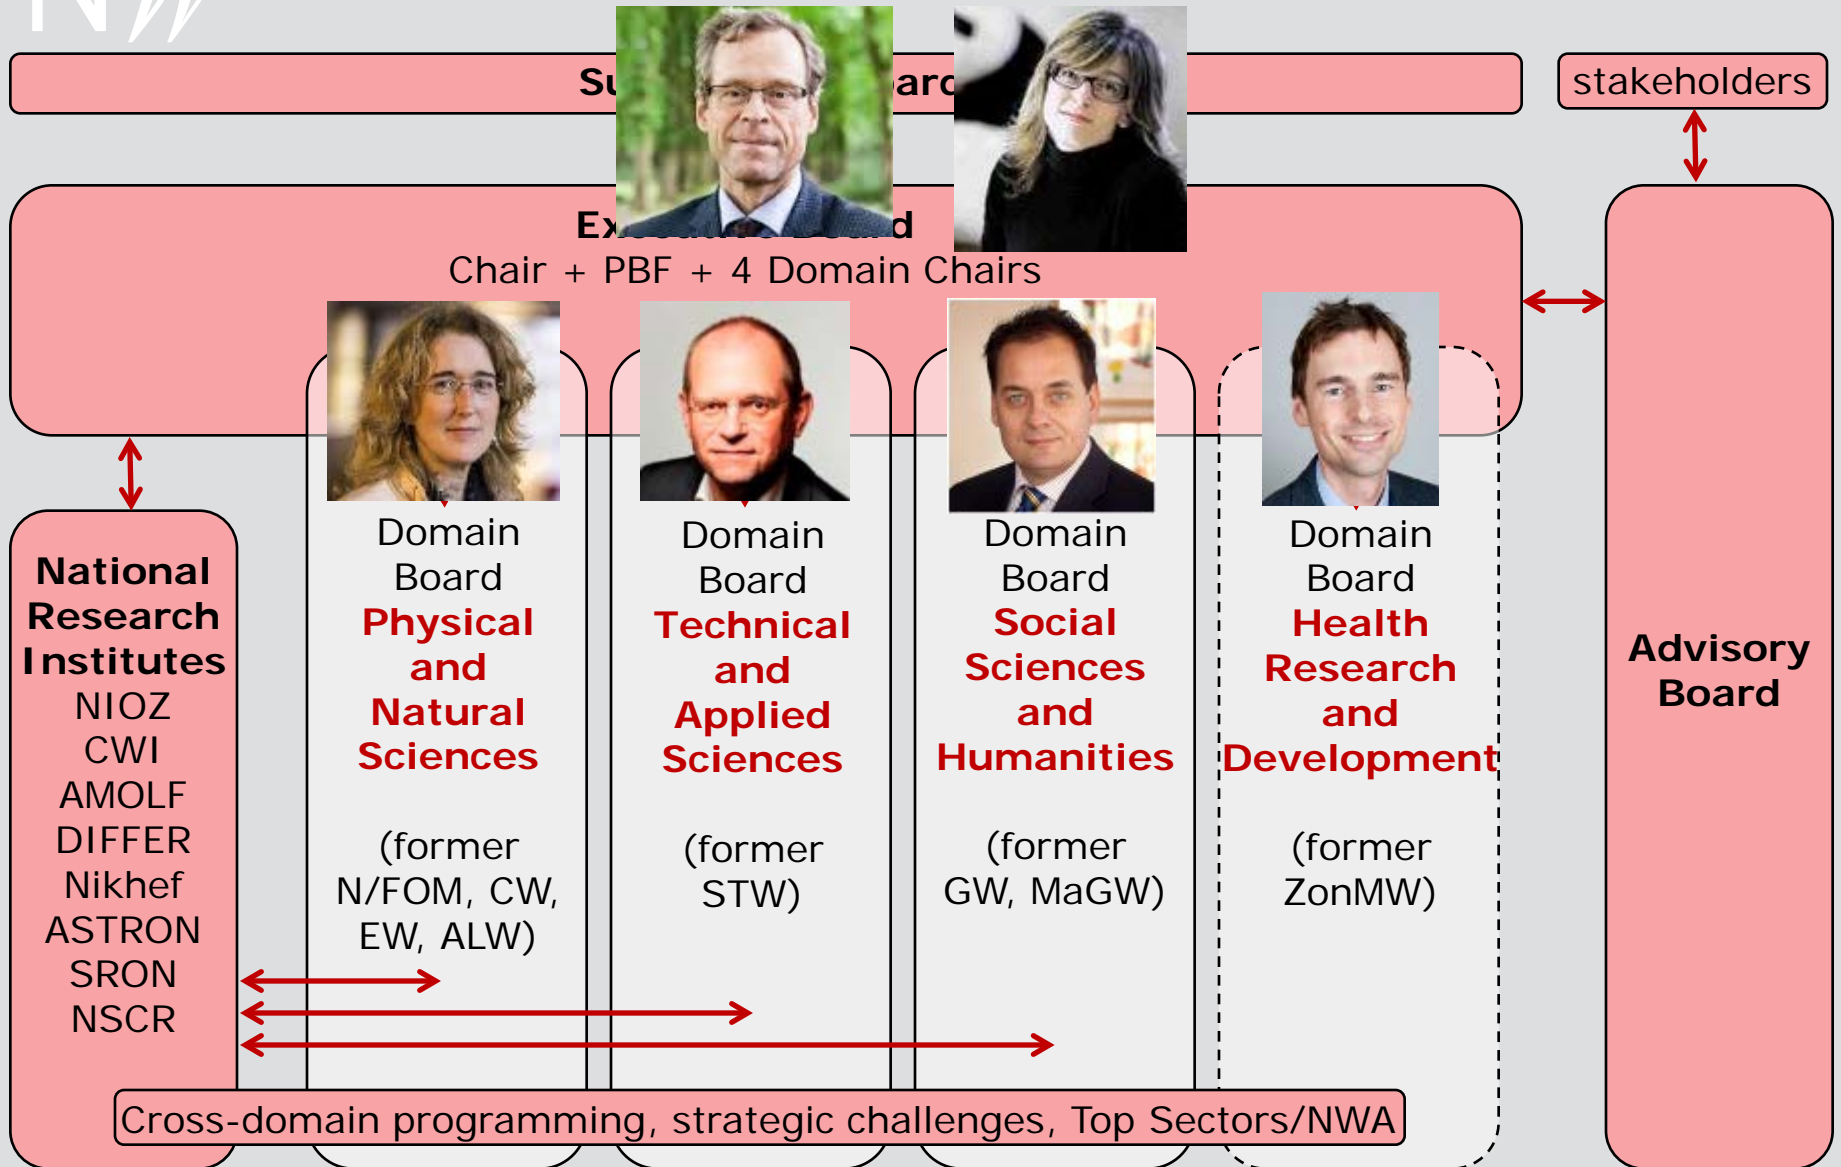 NW
stakeholders
Chair + PBF + 4 Domain Chairs
National
Research
Institutes
NIOZ
CWI
AMOLF
DIFFER
Nikhef
ASTRON
SRON
NSCR
Domain
Board
Physical
and
Natural
Sciences
(former
N/FOM, CW,
EW, ALW)
Domain
Board
Technical
and
Applied
Sciences
(former
STW)
Domain
Board
Social
Sciences
and
Humanities
(former
GW, MaGW)
Domain
Board
Health
Research
and
Development
(former
ZonMW)
Advisory
Board
Cross-domain programming, strategic challenges, Top Sectors/NWA